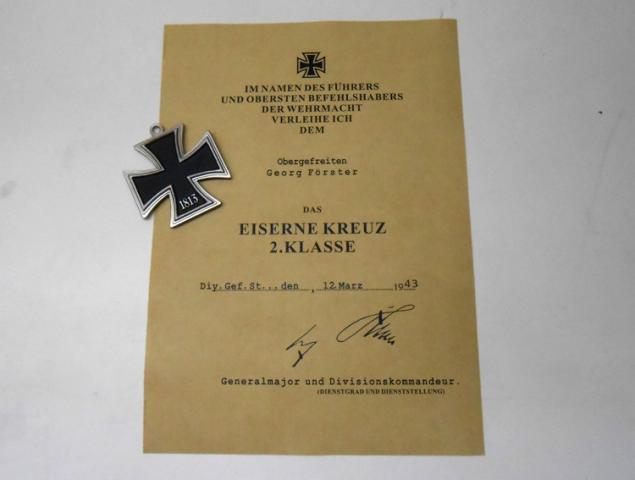 IM NAMEN DES FÜHRERS
UND OBERSTEN BEFEHLSHABERS
DER WEHRMACHT
VERLEIHE ICH
DEM
Obergefreiten
Georg Förster
1813
DAS
EISERNE KREUZ
2.KLASSE
Diy.Gef.St...den , 12.Marz 1943
Generalmajor und Divisionskommandeur.
(DIENSTGRAD UND DIENSTSTELLUNG)